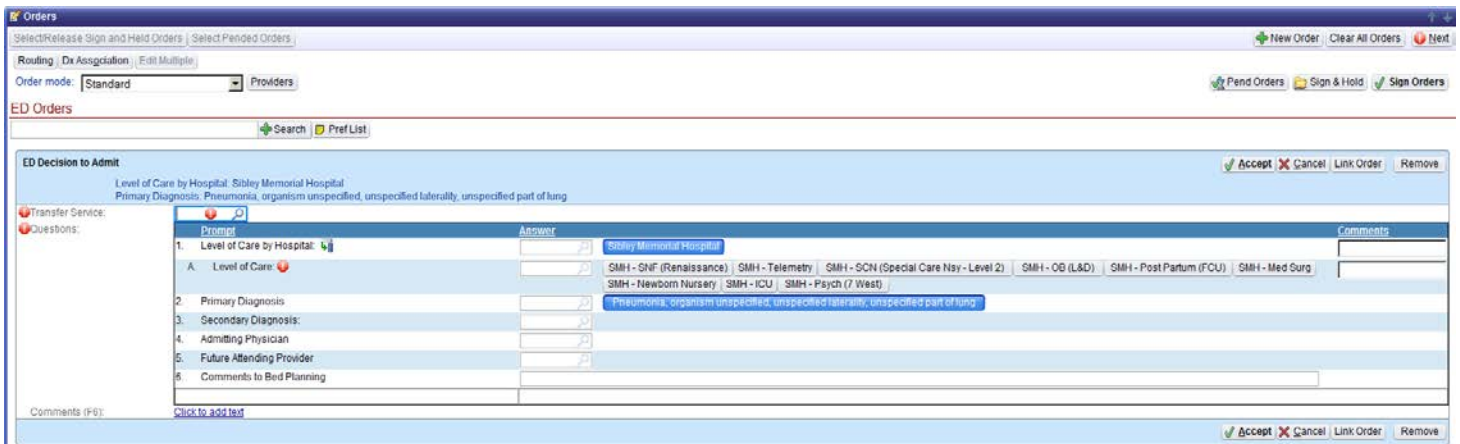 Orders
Select/Release Sign and Held Orders Select Pended Orders New Order Clear All Orders Next
Routing Dx Association Edit Multiple
Order mode: Standard Providers Pend Orders Sign & Hold Sign Orders
ED Orders
Search Pref List
ED Decision to Admit Accept Cancel Link Order Remove
Level of Care by Hospital: Sibley Memorial Hospital
Primary Diagnosis: Pneumonia, organism unspecified, unspecified laterality, unspecified part of lung
Transfer Service:
Questions: Prompt Answer Comments
1. Level of Care by Hospital: Sibley Memorial Hospital
A. Level of Care: SMH - SNF (Renaissance) SMH - Telemetry SMH - SCN (Special Care Nsy - Level 2) SMH - OB (L&D) SMH - Post Partum (FCU) SMH - Med Surg
SMH - Newborn Nursery SMH - ICU SMH - Psych (7 West)
2. Primary Diagnosis Pneumonia, organism unspecified, unspecified laterality, unspecified part of lung
3. Secondary Diagnosis:
4. Admitting Physician
5. Future Attending Provider
6. Comments to Bed Planning
Comments (F6): Click to add text
Accept Cancel Link Order Remove